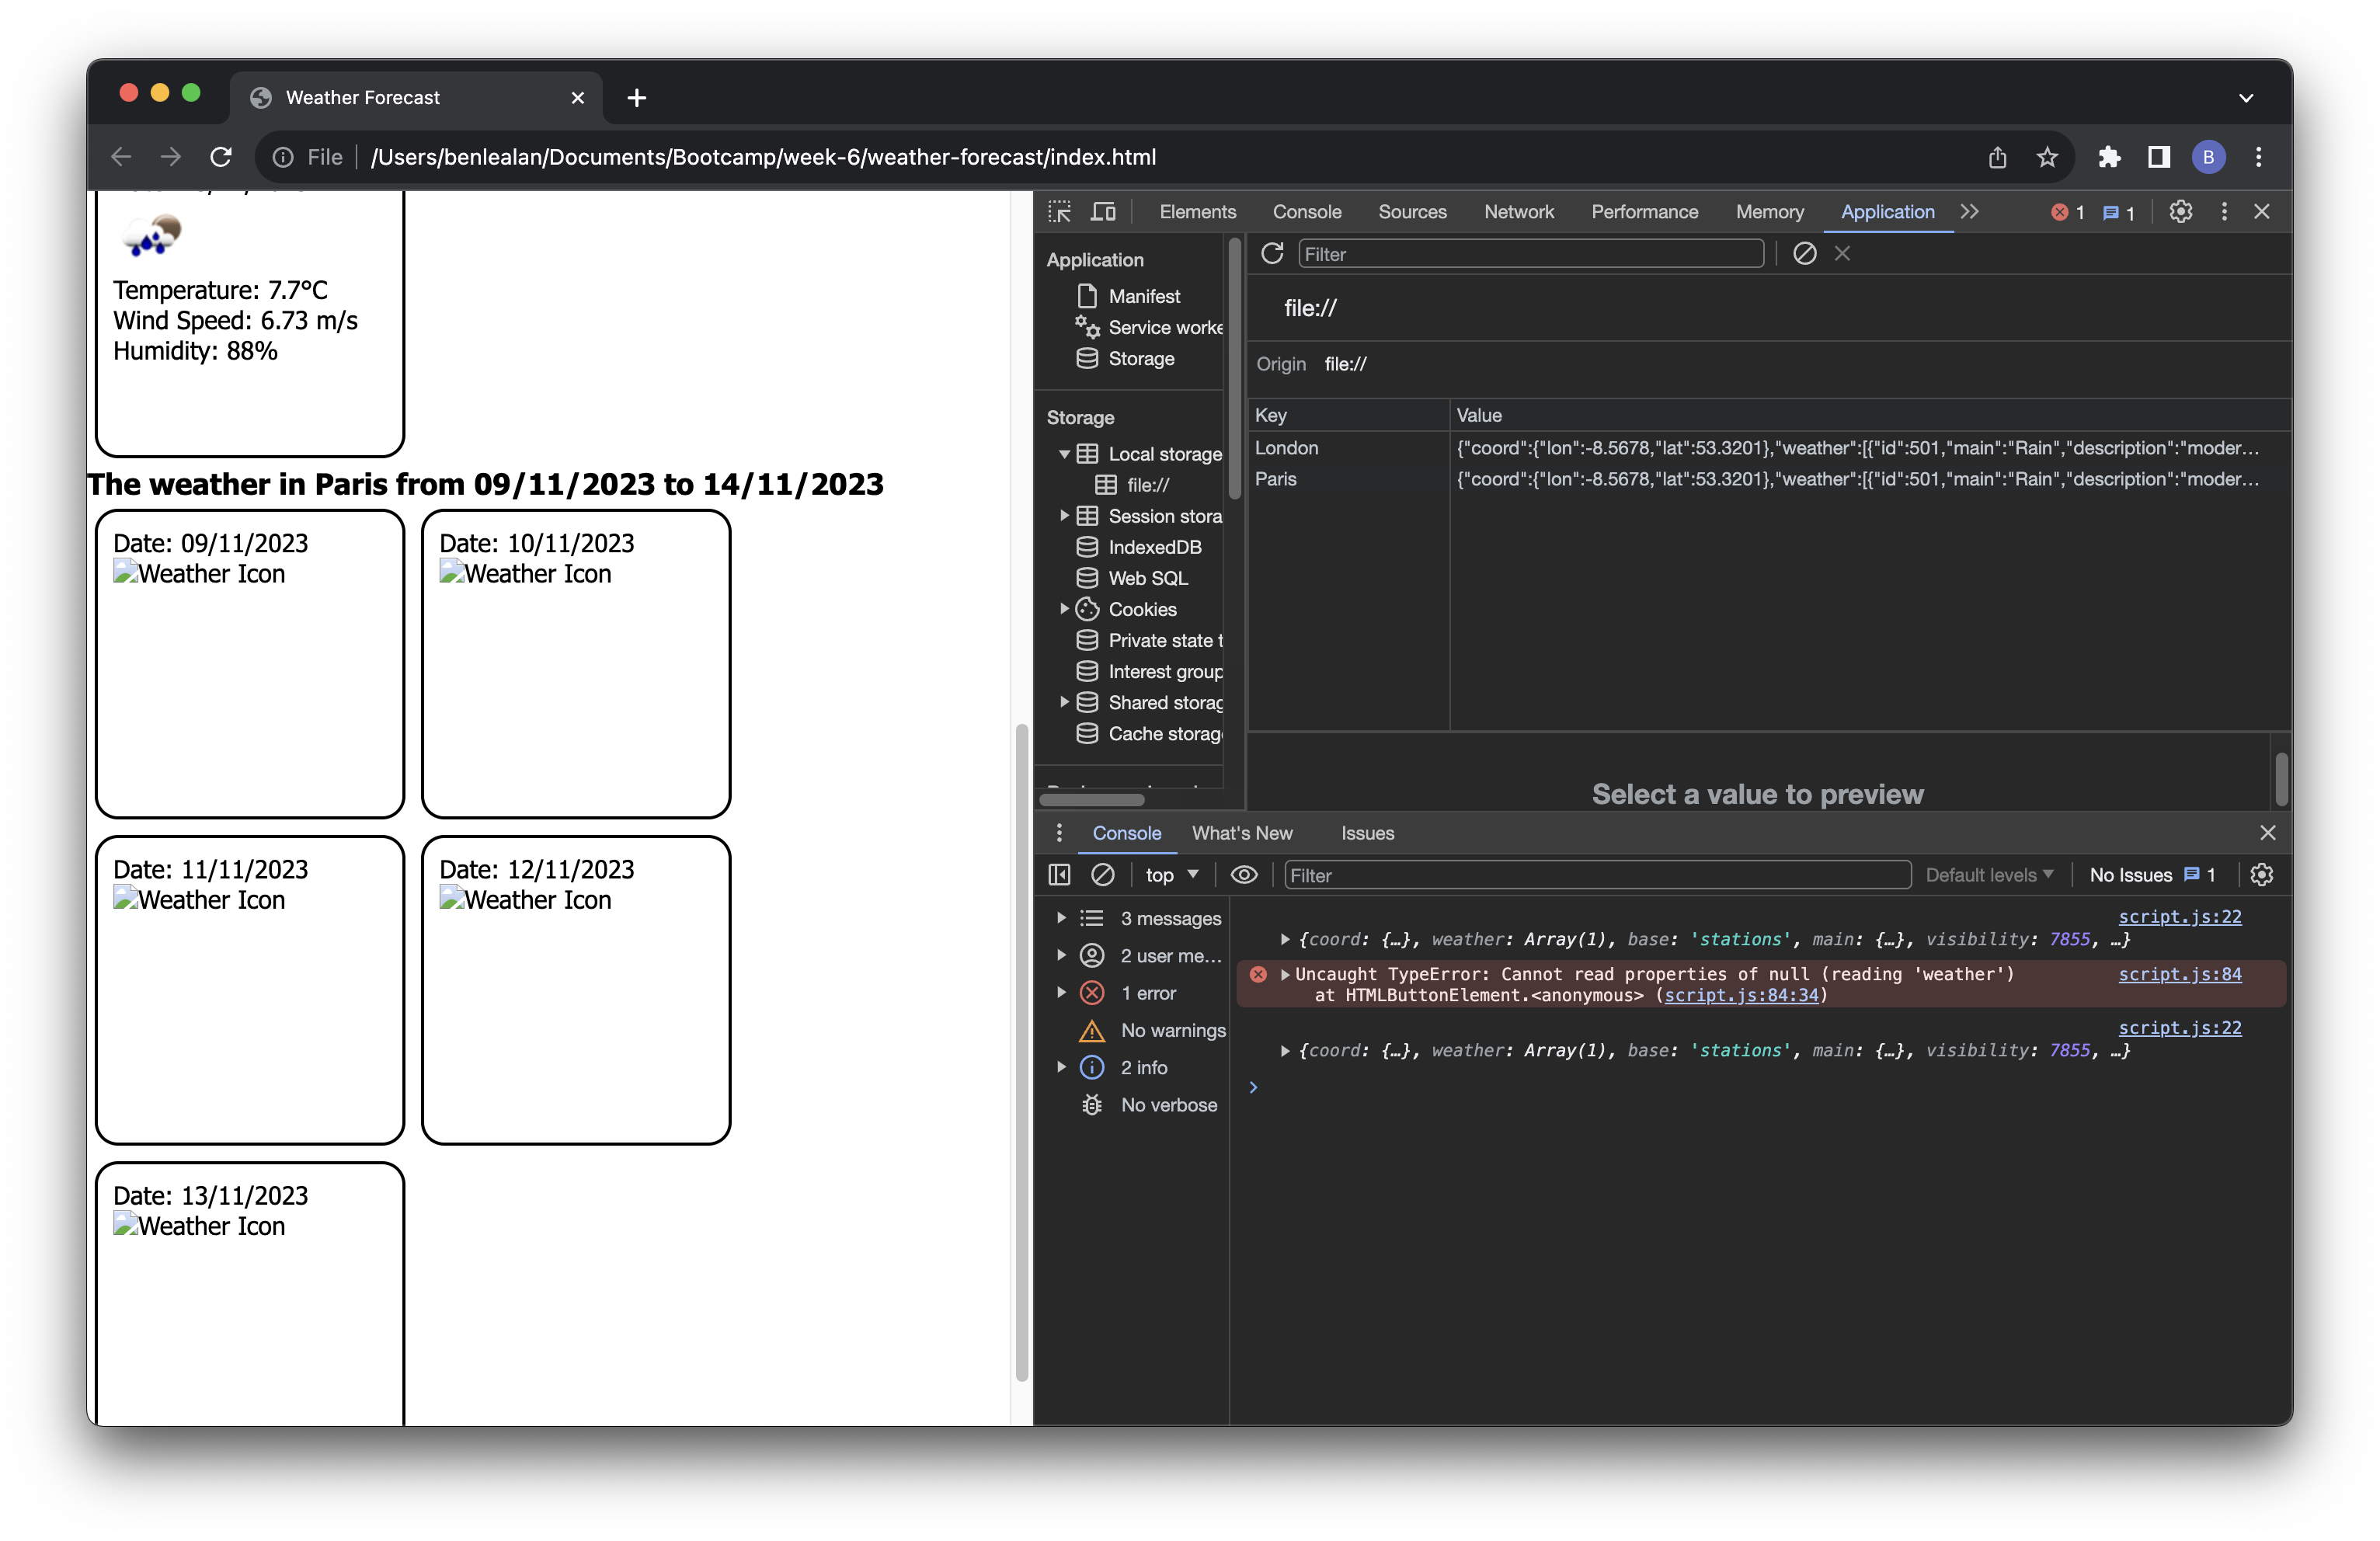 Weather Forecast
File
/Users/benlealan/Documents/Bootcamp/week-6/weather-forecast/index.html
B
Temperature: 7.7°C
Wind Speed: 6.73 m/s
Humidity: 88%
The weather in Paris from 09/11/2023 to 14/11/2023
Date: 09/11/2023
Weather Icon
Date: 10/11/2023
Weather Icon
Date: 11/11/2023
Weather Icon
Date: 12/11/2023
Weather Icon
Date: 13/11/2023
Weather Icon
Elements Console Sources Network Performance Memory Application 1 1
Application
Manifest
Service worke
Storage
Storage
Local storage
file://
Session stora
IndexedDB
Web SQL
Cookies
Private state t
Interest group
Shared storag
Cache storag
Filter
file://
Origin file://
Key Value
London {"coord":{"lon":-8.5678,"lat":53.3201},"weather":[{"id":501,"main":"Rain","description":"moder…
Paris {"coord":{"lon":-8.5678,"lat":53.3201},"weather":[{"id":501,"main":"Rain","description":"moder…
Select a value to preview
Console What's New Issues
top Filter Default levels No Issues 1
3 messages
2 user me…
1 error
No warnings
2 info
No verbose
script.js:22
{coord: {…}, weather: Array(1), base: 'stations', main: {…}, visibility: 7855, …}
Uncaught TypeError: Cannot read properties of null (reading 'weather') script.js:84
at HTMLButtonElement.<anonymous> (script.js:84:34)
script.js:22
{coord: {…}, weather: Array(1), base: 'stations', main: {…}, visibility: 7855, …}